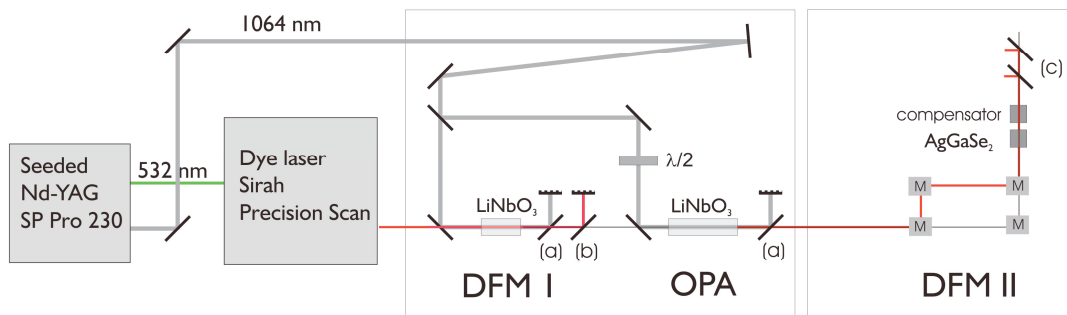 1064 nm
Seeded
Nd-YAG
SP Pro 230
532 nm
Dye laser
Sirah
Precision Scan
λ/2
LiNbO3
LiNbO3
(a)
(b)
(a)
DFM I
OPA
(c)
compensator
AgGaSe2
M
M
M
M
DFM II